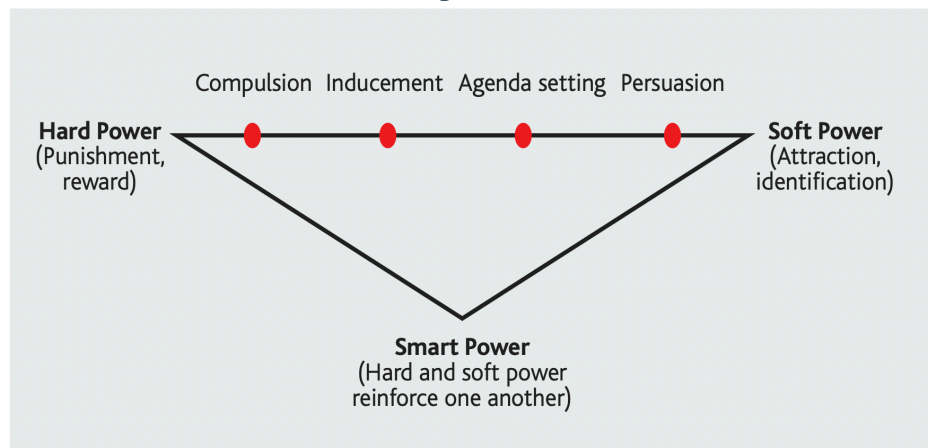 Compulsion Inducement Agenda setting Persuasion
Hard Power
(Punishment,
reward)
Soft Power
(Attraction,
identification)
Smart Power
(Hard and soft power
reinforce one another)